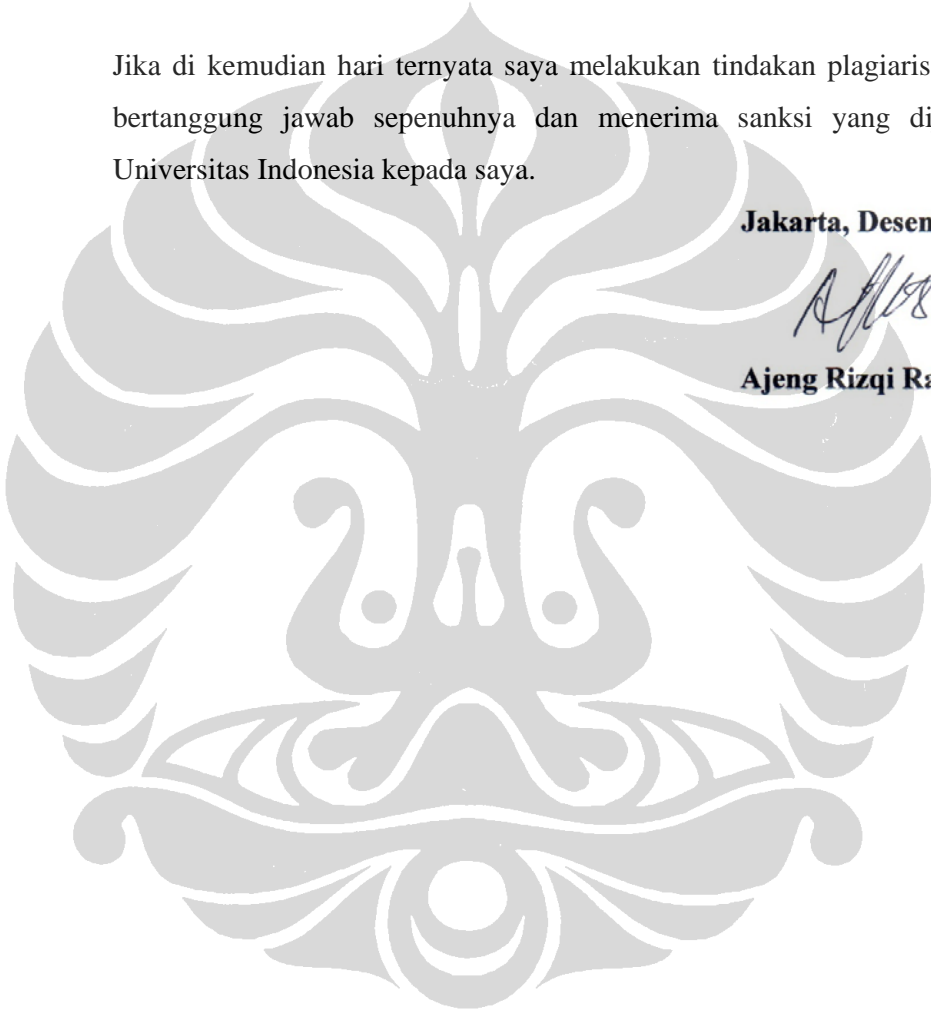 Jika di kemudian hari ternyata saya melakukan tindakan plagiaris
bertanggung jawab sepenuhnya dan menerima sanksi yang di
Universitas Indonesia kepada saya.
Jakarta, Desem
Ajeng Rizqi Ra